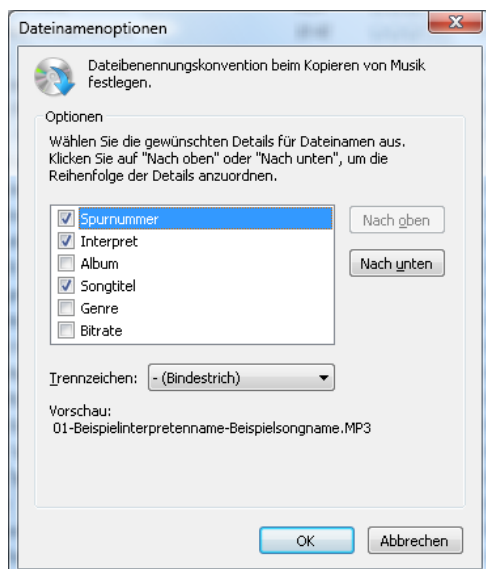 Dateinamenoptionen
Dateibenennungskonvention beim Kopieren von Musik
festlegen.
Optionen
Wählen Sie die gewünschten Details für Dateinamen aus.
Klicken Sie auf "Nach oben" oder "Nach unten", um die
Reihenfolge der Details anzuordnen.
Spurnummer
Interpret
Album
Songtitel
Genre
Bitrate
Nach oben
Nach unten
Trennzeichen: - (Bindestrich)
Vorschau:
01-Beispielinterpretenname-Beispielsongname.MP3
OK Abbrechen